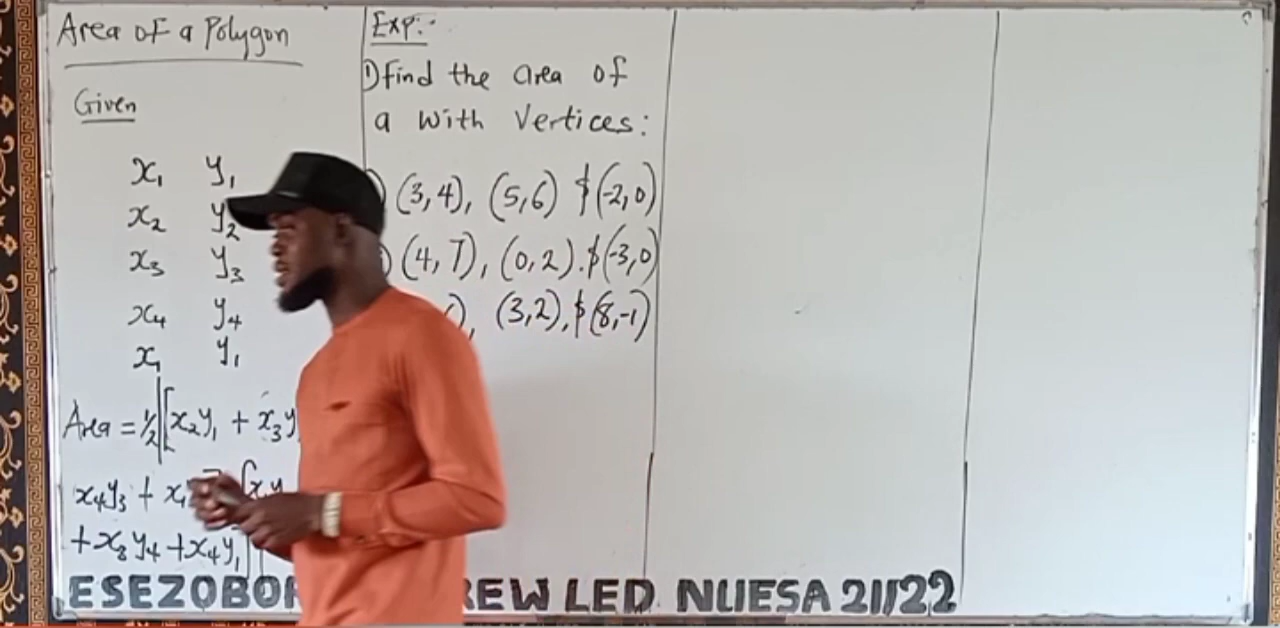 Area of a Polygon
Given
x₁ y₁
x₂ y₂
x₃ y₃
x₄ y₄
x₁ y₁
Area = ½|[x₂y₁ + x₃y
x₄y₃ + x₁ [x₁y
+x₃y₄ + x₄y₁]|
Exp:-
1) Find the area of
a with vertices:
(3,4), (5,6) $ (-2,0)
(4,7), (0,2). $ (-3,0)
), (3,2), $ (8,-1)
ESEZOBOR REW LED NUESA 21/22